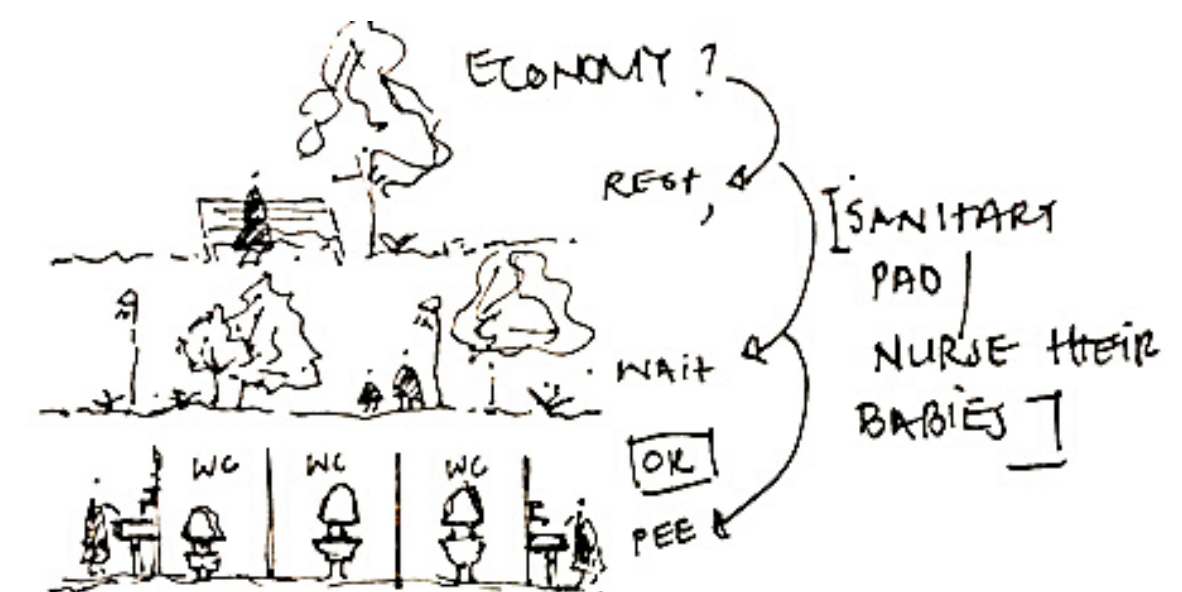 ECONOMY?
REST,
[SANITARY
PAD
NURSE THEIR
BABIES]
WAIT
OR
WC WC WC
PEE